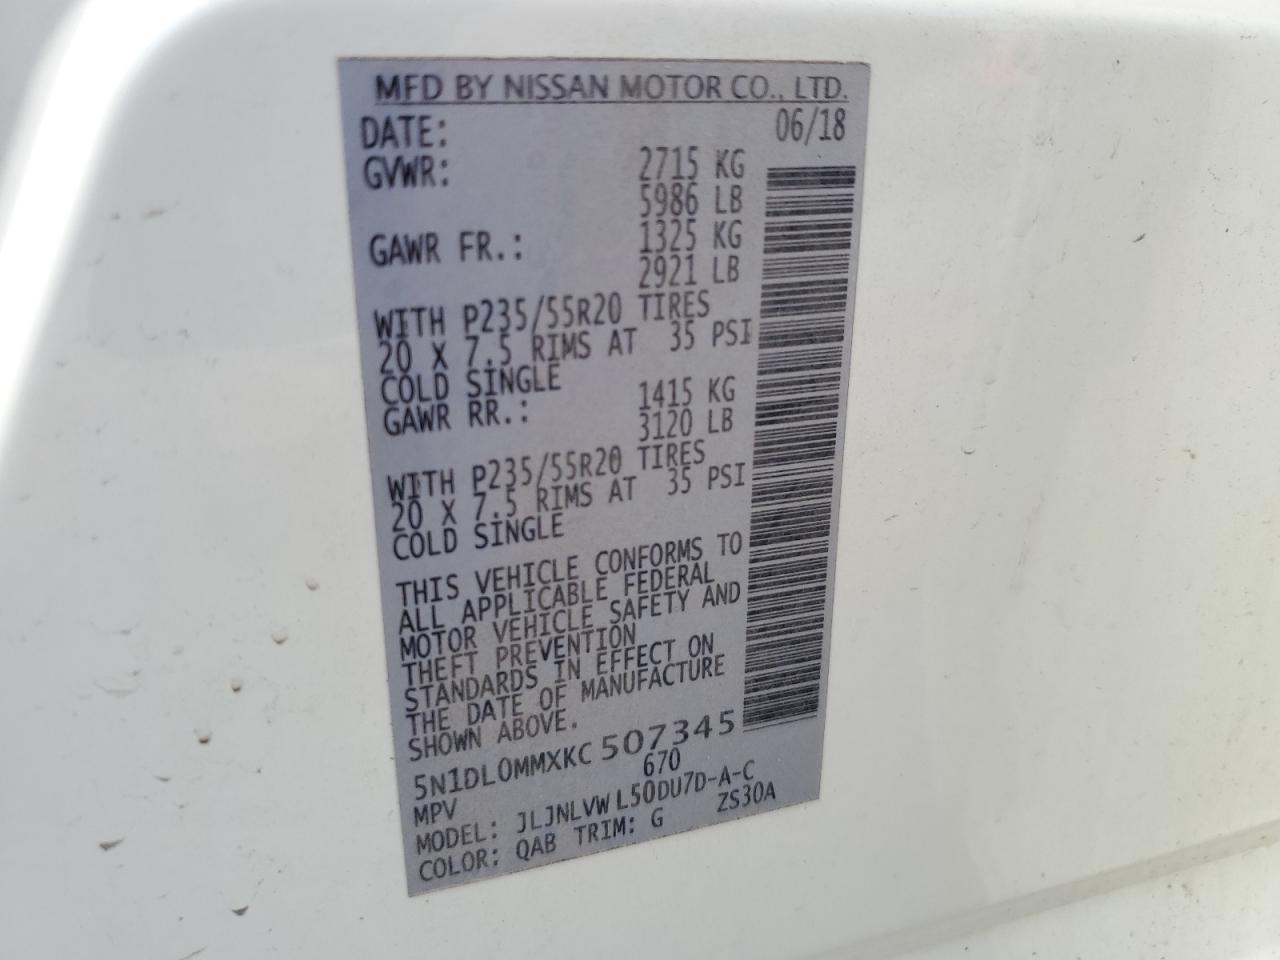 MFD BY NISSAN MOTOR CO., LTD.
DATE: 06/18
GVWR: 2715 KG
5986 LB
GAWR FR.: 1325 KG
2921 LB
WITH P235/55R20 TIRES
20 X 7.5 RIMS AT 35 PSI
COLD SINGLE
GAWR RR.: 1415 KG
3120 LB
WITH P235/55R20 TIRES
20 X 7.5 RIMS AT 35 PSI
COLD SINGLE
THIS VEHICLE CONFORMS TO
ALL APPLICABLE FEDERAL
MOTOR VEHICLE SAFETY AND
THEFT PREVENTION
STANDARDS IN EFFECT ON
THE DATE OF MANUFACTURE
SHOWN ABOVE.
5N1DL0MMXKC 507345
MPV 670
MODEL: JLJNLVW L50DU7D-A-C
COLOR: QAB TRIM: G ZS30A